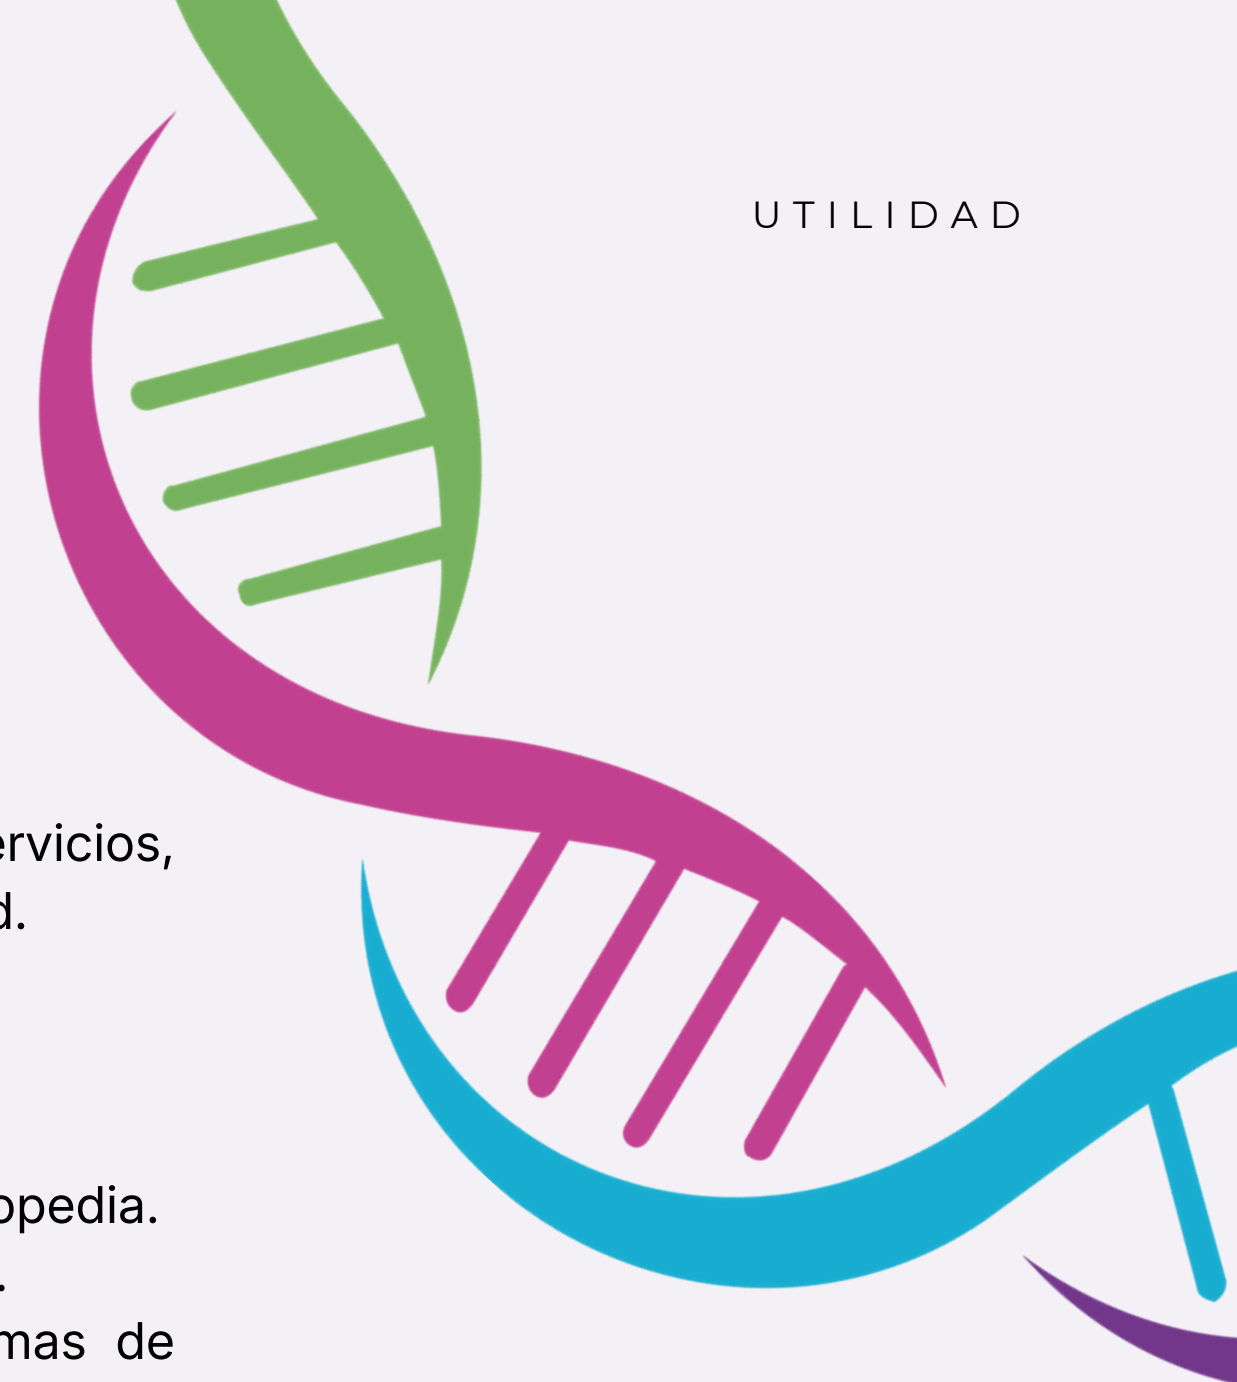 UTILIDAD
ervicios,
d.
opedia.
.
mas de